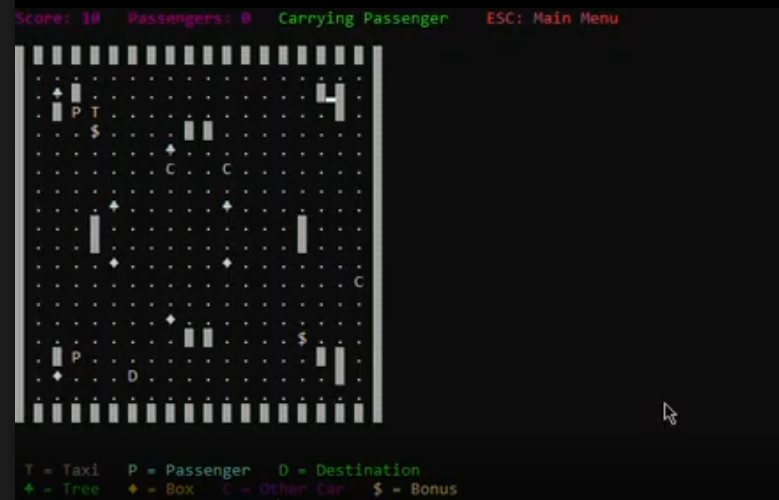 Score: 10 Passengers: 0 Carrying Passenger ESC: Main Menu
P T
$
C C
C
$
P
D
T = Taxi P = Passenger D = Destination
♣ = Tree ♦ = Box C = Other Car $ = Bonus